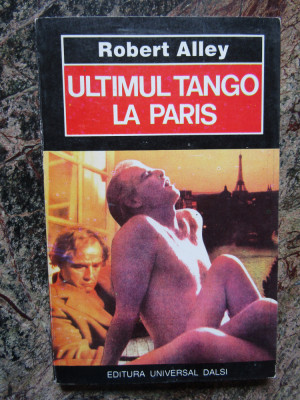 Robert Alley
ULTIMUL TANGO
LA PARIS
EDITURA UNIVERSAL DALSI